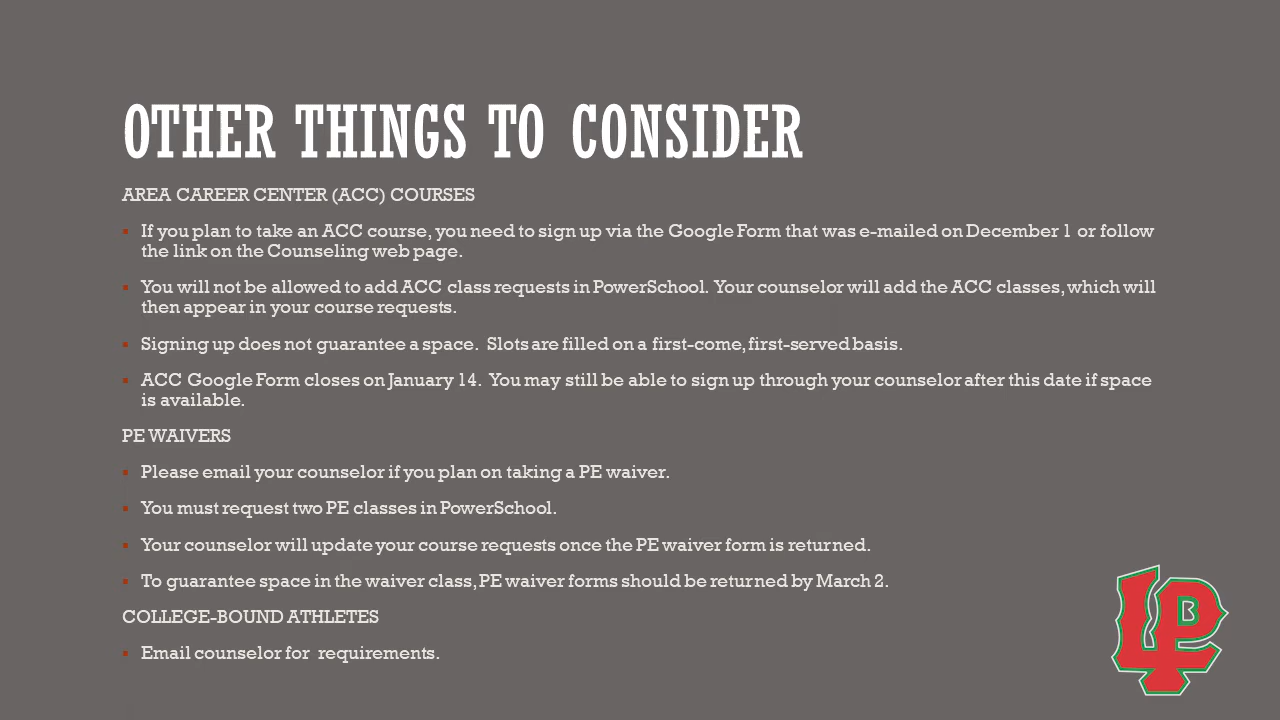 OTHER THINGS TO CONSIDER
AREA CAREER CENTER (ACC) COURSES
If you plan to take an ACC course, you need to sign up via the Google Form that was e-mailed on December 1 or follow
the link on the Counseling web page.
You will not be allowed to add ACC class requests in PowerSchool. Your counselor will add the ACC classes, which will
then appear in your course requests.
Signing up does not guarantee a space. Slots are filled on a first-come, first-served basis.
ACC Google Form closes on January 14. You may still be able to sign up through your counselor after this date if space
is available.
PE WAIVERS
Please email your counselor if you plan on taking a PE waiver.
You must request two PE classes in PowerSchool.
Your counselor will update your course requests once the PE waiver form is returned.
To guarantee space in the waiver class, PE waiver forms should be returned by March 2.
COLLEGE-BOUND ATHLETES
Email counselor for requirements.
LP